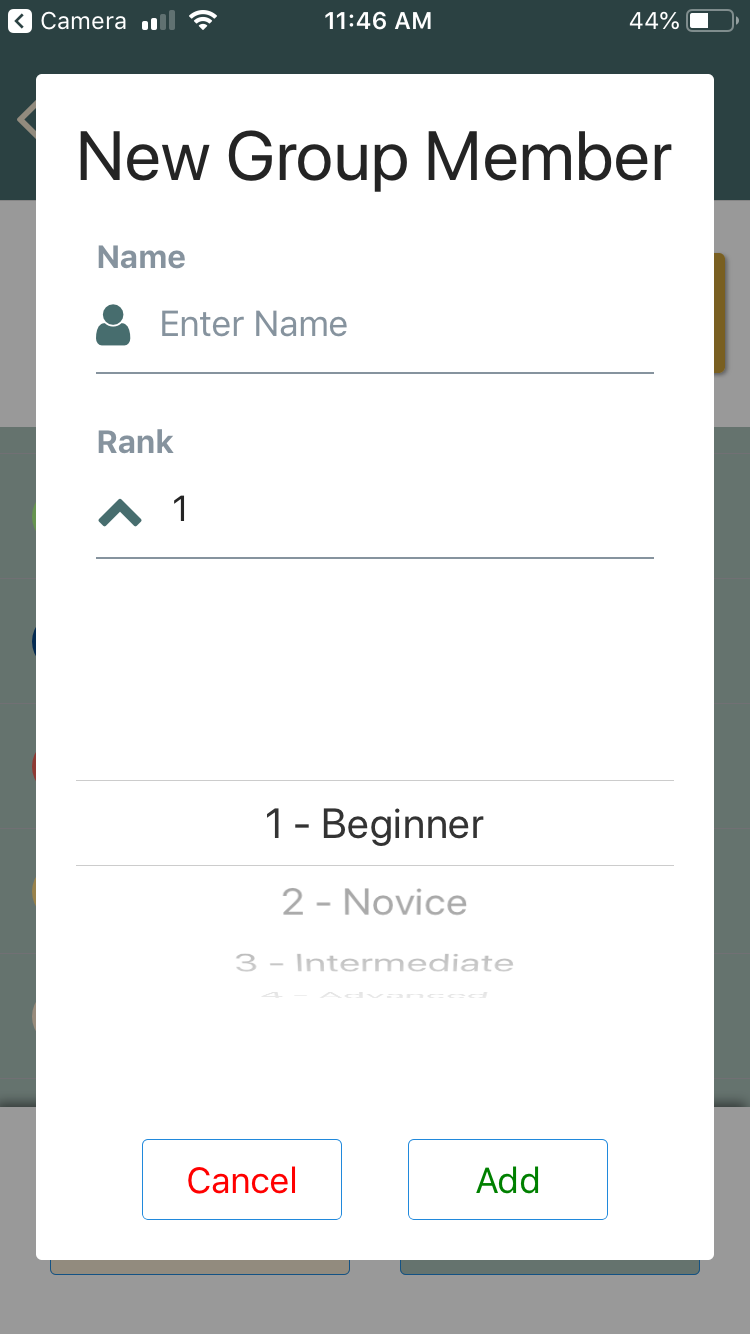 Camera 11:46 AM 44%
New Group Member
Name
Enter Name
Rank
1
1 - Beginner
2 - Novice
3 - Intermediate
4 - Advanced
Cancel Add